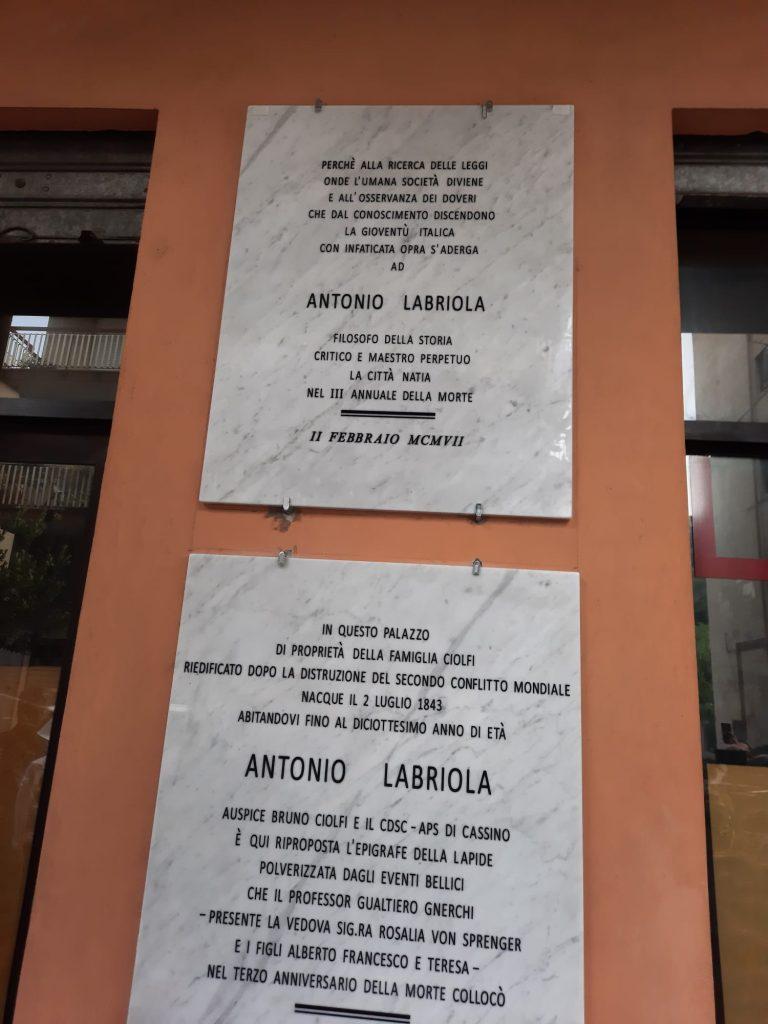 PERCHÈ ALLA RICERCA DELLE LEGGI
ONDE L'UMANA SOCIETÀ DIVIENE
E ALL'OSSERVANZA DEI DOVERI
CHE DAL CONOSCIMENTO DISCENDONO
LA GIOVENTÙ ITALICA
CON INFATICATA OPRA S'ADERGA
AD
ANTONIO LABRIOLA
FILOSOFO DELLA STORIA
CRITICO E MAESTRO PERPETUO
LA CITTÀ NATIA
NEL III ANNUALE DELLA MORTE
II FEBBRAIO MCMVII
IN QUESTO PALAZZO
DI PROPRIETÀ DELLA FAMIGLIA CIOLFI
RIEDIFICATO DOPO LA DISTRUZIONE DEL SECONDO CONFLITTO MONDIALE
NACQUE IL 2 LUGLIO 1843
ABITANDOVI FINO AL DICIOTTESIMO ANNO DI ETÀ
ANTONIO LABRIOLA
AUSPICE BRUNO CIOLFI E IL CDSC-APS DI CASSINO
È QUI RIPROPOSTA L'EPIGRAFE DELLA LAPIDE
POLVERIZZATA DAGLI EVENTI BELLICI
CHE IL PROFESSOR GUALTIERO GNERCHI
-PRESENTE LA VEDOVA SIG.RA ROSALIA VON SPRENGER
E I FIGLI ALBERTO FRANCESCO E TERESA-
NEL TERZO ANNIVERSARIO DELLA MORTE COLLOCÒ